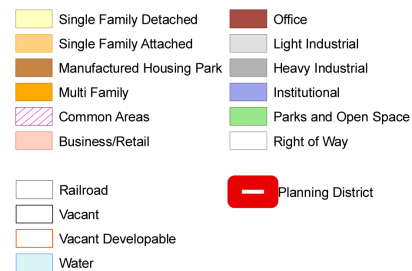 Single Family Detached
Single Family Attached
Manufactured Housing Park
Multi Family
Common Areas
Business/Retail
Office
Light Industrial
Heavy Industrial
Institutional
Parks and Open Space
Right of Way
Railroad
Vacant
Vacant Developable
Water
Planning District